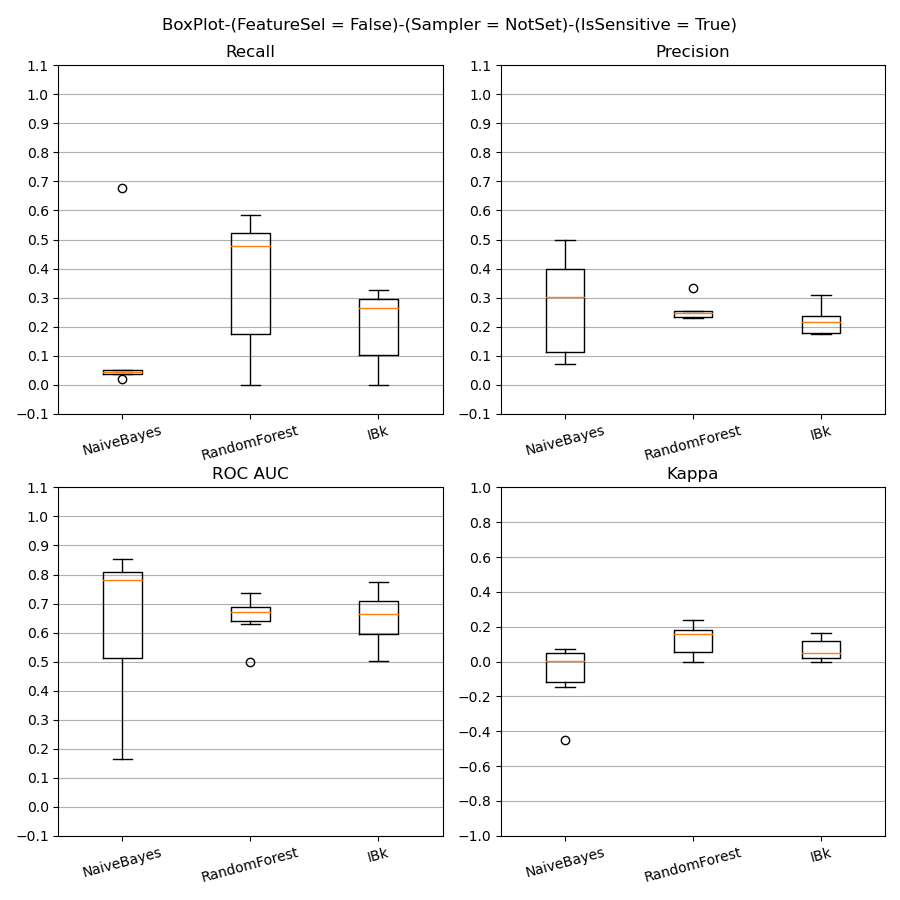 BoxPlot-(FeatureSel = False)-(Sampler = NotSet)-(IsSensitive = True)
Recall
1.1
1.0
0.9
0.8
0.7
0.6
0.5
0.4
0.3
0.2
0.1
0.0
−0.1
NaiveBayes
RandomForest
IBk
Precision
1.1
1.0
0.9
0.8
0.7
0.6
0.5
0.4
0.3
0.2
0.1
0.0
−0.1
NaiveBayes
RandomForest
IBk
ROC AUC
1.1
1.0
0.9
0.8
0.7
0.6
0.5
0.4
0.3
0.2
0.1
0.0
−0.1
NaiveBayes
RandomForest
IBk
Kappa
1.0
0.8
0.6
0.4
0.2
0.0
−0.2
−0.4
−0.6
−0.8
−1.0
NaiveBayes
RandomForest
IBk